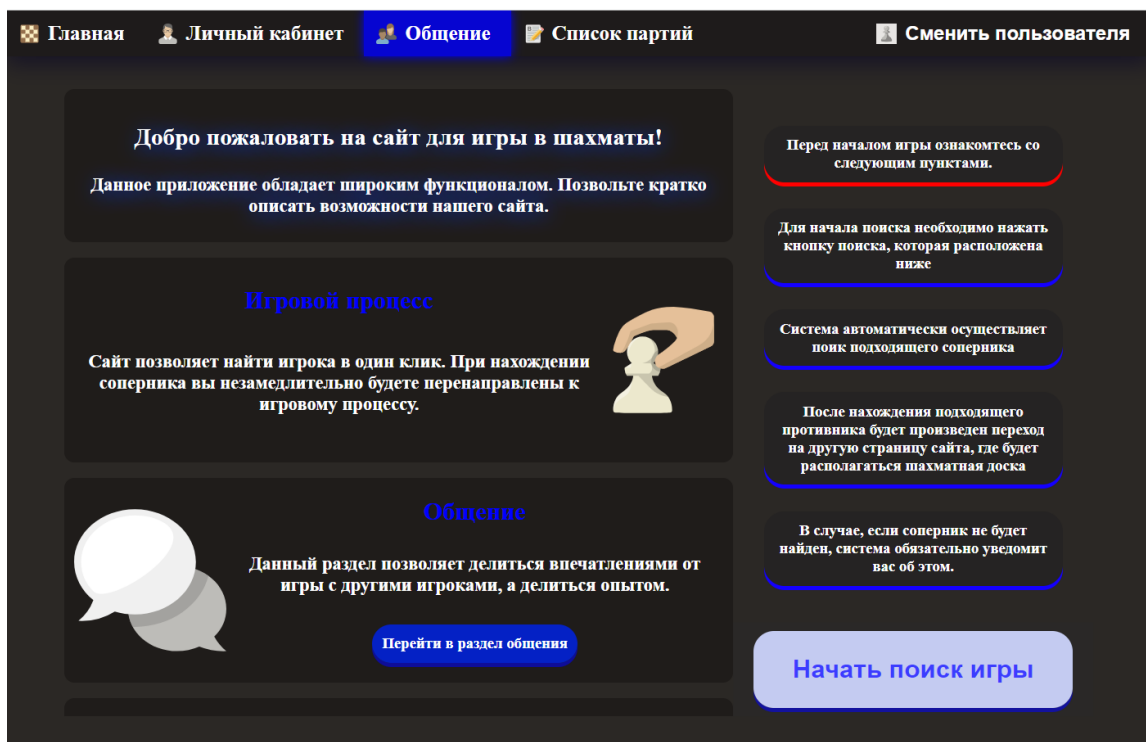 Главная
Личный кабинет
Общение
Список партий
Сменить пользователя
Добро пожаловать на сайт для игры в шахматы!
Данное приложение обладает широким функционалом. Позвольте кратко
описать возможности нашего сайта.
Игровой процесс
Сайт позволяет найти игрока в один клик. При нахождении
соперника вы незамедлительно будете перенаправлены к
игровому процессу.
Общение
Данный раздел позволяет делиться впечатлениями от
игры с другими игроками, а делиться опытом.
Перейти в раздел общения
Перед началом игры ознакомтесь со
следующим пунктами.
Для начала поиска необходимо нажать
кнопку поиска, которая расположена
ниже
Система автоматически осуществляет
поик подходящего соперника
После нахождения подходящего
противника будет произведен переход
на другую страницу сайта, где будет
располагаться шахматная доска
В случае, если соперник не будет
найден, система обязательно уведомит
вас об этом.
Начать поиск игры